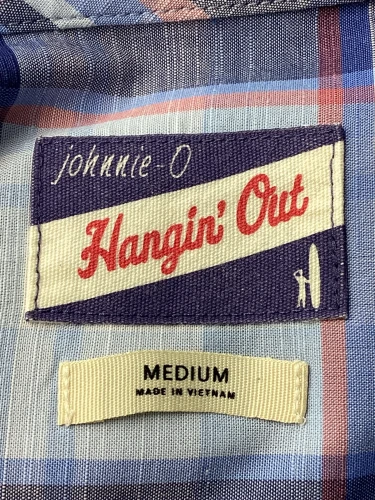 johnnie-O
Hangin' Out
MEDIUM
MADE IN VIETNAM